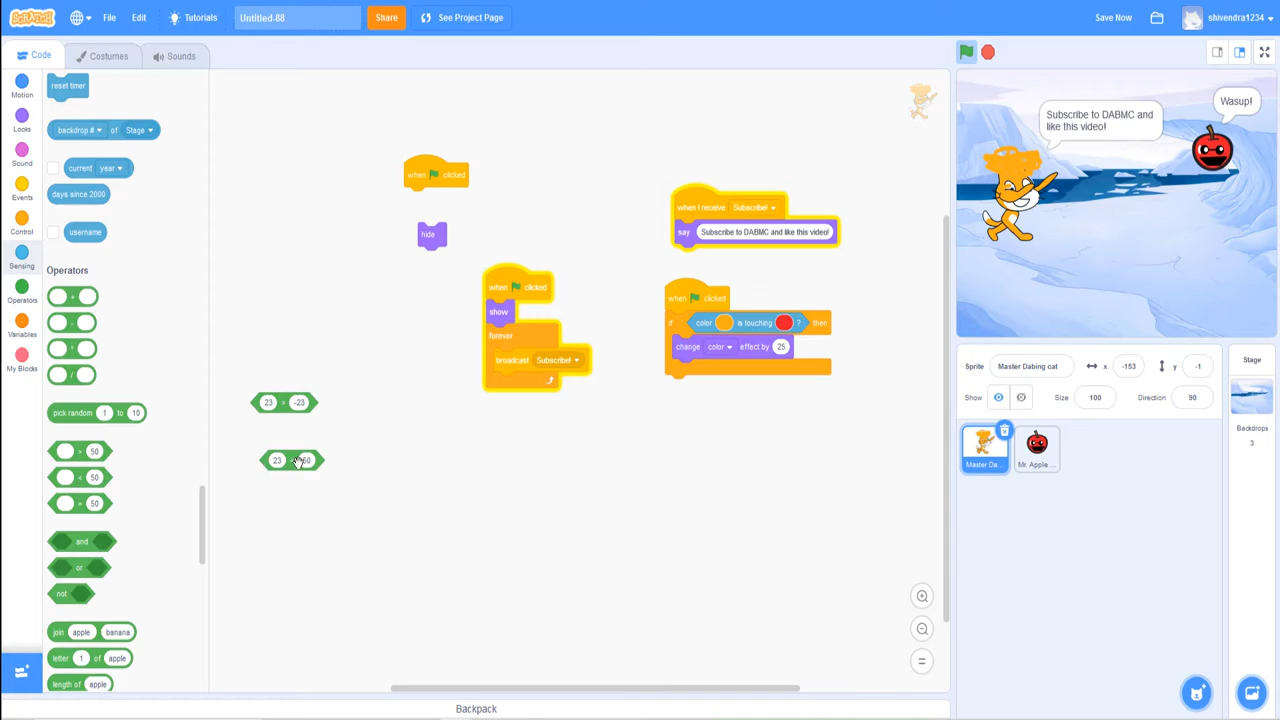 SCRATCH
File
Edit
Tutorials
Untitled-88
Share
See Project Page
Save Now
shivendra1234
Code
Costumes
Sounds
Motion
Looks
Sound
Events
Control
Sensing
Operators
Variables
My Blocks
reset timer
backdrop # of Stage
current year
days since 2000
username
Operators
+
-
*
/
pick random 1 to 10
> 50
< 50
= 50
and
or
not
join apple banana
letter 1 of apple
length of apple
when clicked
hide
when clicked
show
forever
broadcast Subscribe!
23 > -23
23
when I receive Subscribe!
say Subscribe to DABMC and like this video!
when clicked
if color is touching ? then
change color effect by 25
Backpack
Subscribe to DABMC and
like this video!
Wasup!
Sprite
Master Dabing cat
x
-153
y
-1
Show
Size
100
Direction
90
Master Da...
Mr. Apple ...
Stage
Backdrops
3